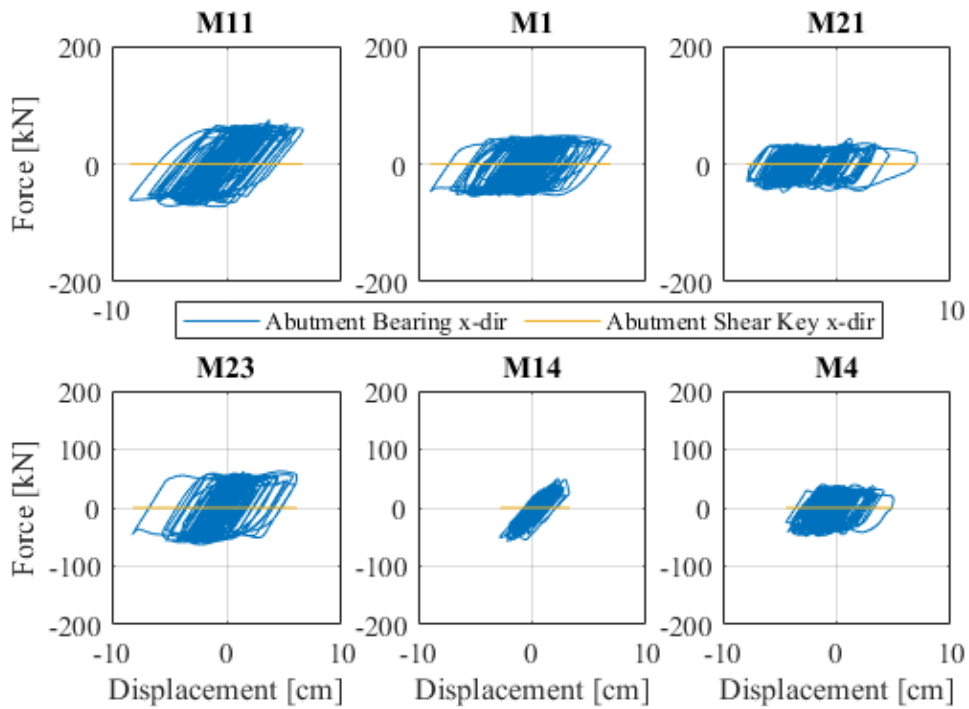 M11 M1 M21
200 200 200
0 0 0
-200 -200 -200
Force [kN]
-10 10
Abutment Bearing x-dir Abutment Shear Key x-dir
M23 M14 M4
200 200 200
100 100 100
0 0 0
-100 -100 -100
-200 -200 -200
Force [kN]
-10 0 10 -10 0 10 -10 0 10
Displacement [cm] Displacement [cm] Displacement [cm]